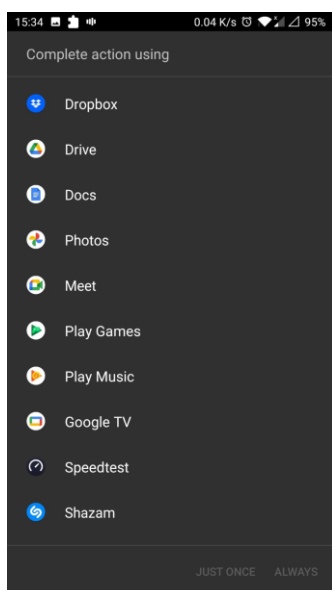 15:34 0.04 K/s 95%
Complete action using
Dropbox
Drive
Docs
Photos
Meet
Play Games
Play Music
Google TV
Speedtest
Shazam
JUST ONCE ALWAYS